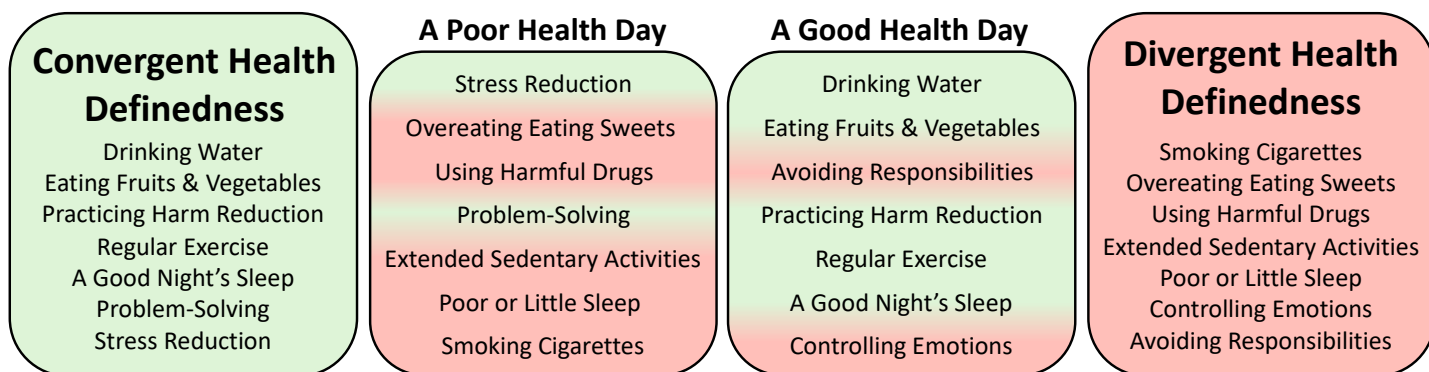 Convergent Health
Definedness
Drinking Water
Eating Fruits & Vegetables
Practicing Harm Reduction
Regular Exercise
A Good Night’s Sleep
Problem-Solving
Stress Reduction
A Poor Health Day
Stress Reduction
Overeating Eating Sweets
Using Harmful Drugs
Problem-Solving
Extended Sedentary Activities
Poor or Little Sleep
Smoking Cigarettes
A Good Health Day
Drinking Water
Eating Fruits & Vegetables
Avoiding Responsibilities
Practicing Harm Reduction
Regular Exercise
A Good Night’s Sleep
Controlling Emotions
Divergent Health
Definedness
Smoking Cigarettes
Overeating Eating Sweets
Using Harmful Drugs
Extended Sedentary Activities
Poor or Little Sleep
Controlling Emotions
Avoiding Responsibilities